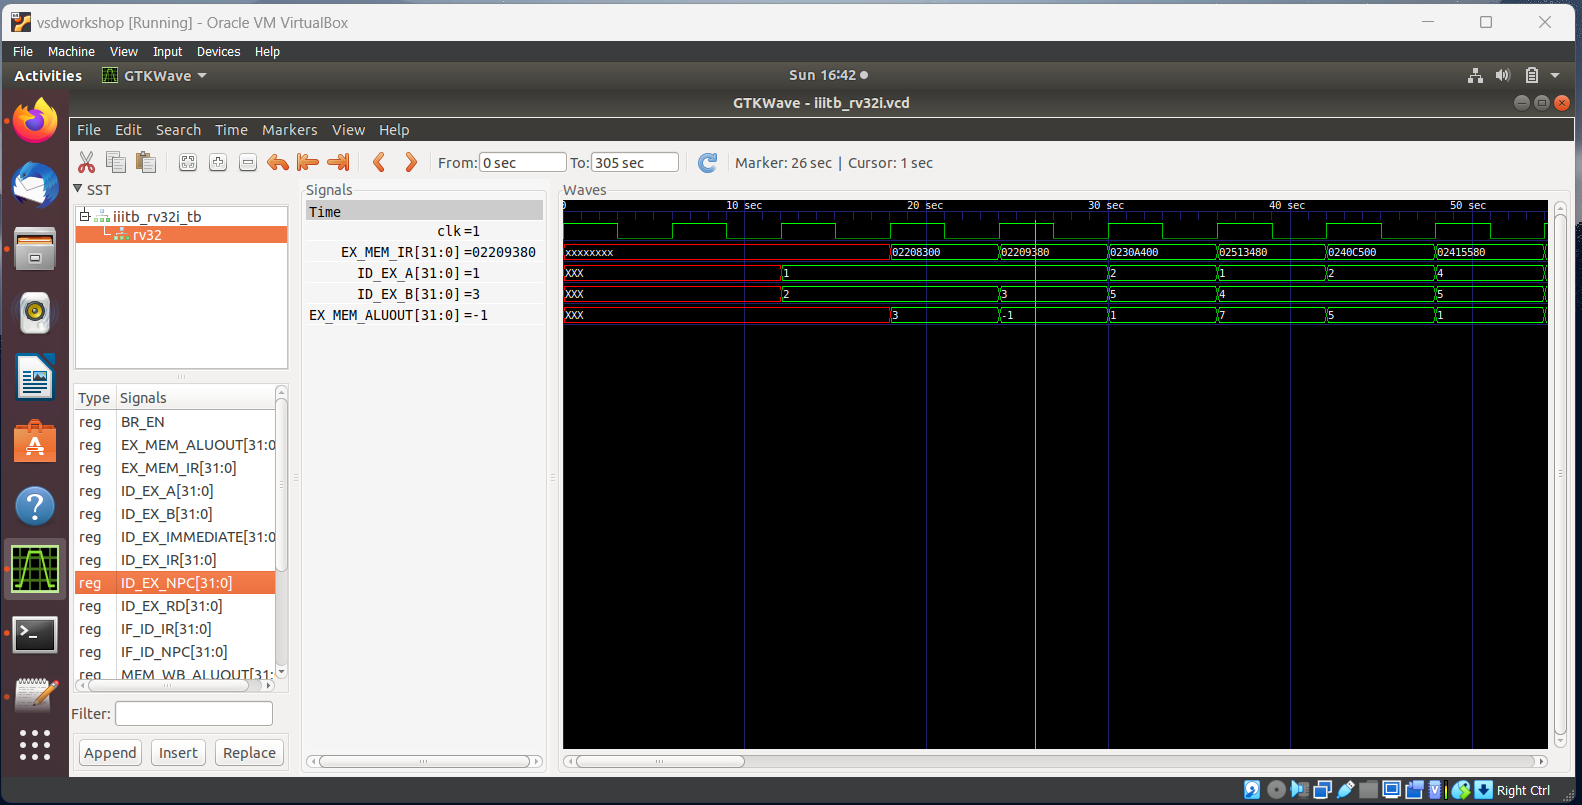 vsdworkshop [Running] - Oracle VM VirtualBox
File Machine View Input Devices Help
Activities GTKWave Sun 16:42
GTKWave - iiitb_rv32i.vcd
File Edit Search Time Markers View Help
From: 0 sec To: 305 sec Marker: 26 sec | Cursor: 1 sec
SST
iiitb_rv32i_tb
rv32
Type Signals
reg BR_EN
reg EX_MEM_ALUOUT[31:0
reg EX_MEM_IR[31:0]
reg ID_EX_A[31:0]
reg ID_EX_B[31:0]
reg ID_EX_IMMEDIATE[31:0
reg ID_EX_IR[31:0]
reg ID_EX_NPC[31:0]
reg ID_EX_RD[31:0]
reg IF_ID_IR[31:0]
reg IF_ID_NPC[31:0]
reg MEM_WB_ALUOUT[31:
Filter:
Append Insert Replace
Signals
Time
clk =1
EX_MEM_IR[31:0] =02209380
ID_EX_A[31:0] =1
ID_EX_B[31:0] =3
EX_MEM_ALUOUT[31:0] =-1
Waves
0 10 sec 20 sec 30 sec 40 sec 50 sec
xxxxxxxx 02208300 02209380 0230A400 02513480 0240C500 02415580
XXX 1 2 1 2 4
XXX 2 3 5 4 5
XXX 3 -1 1 7 5 1
Right Ctrl